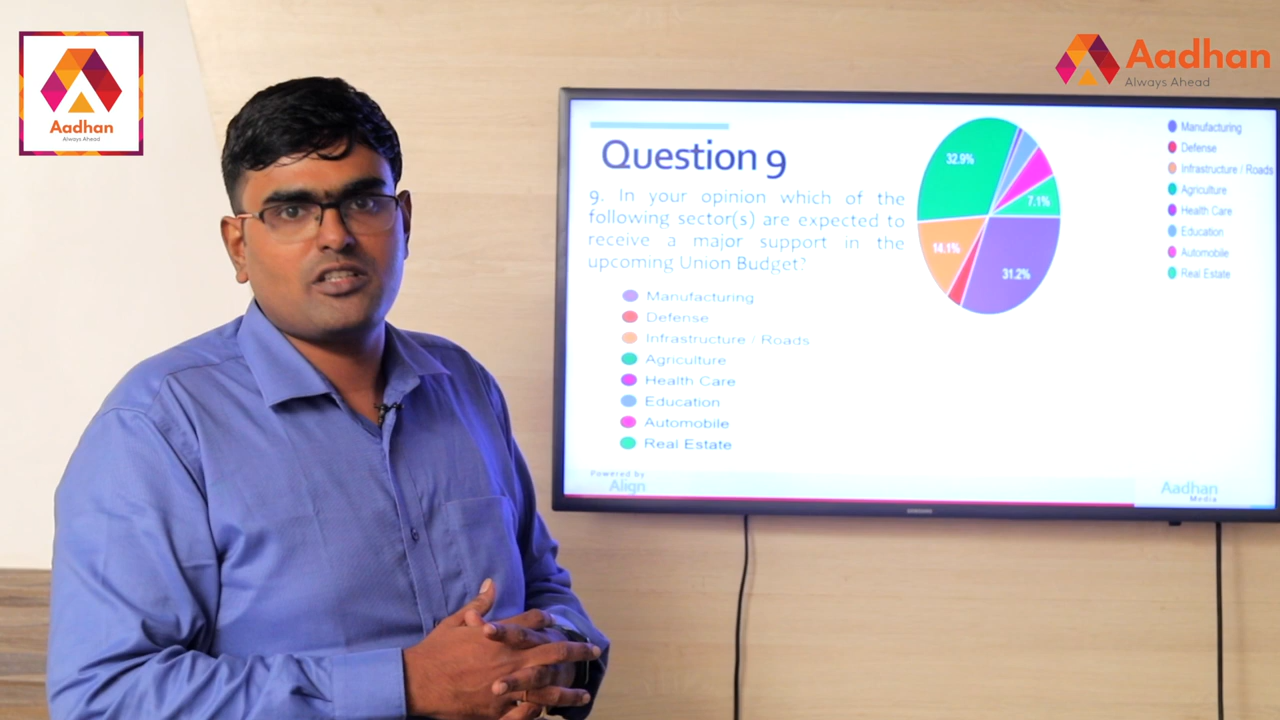 Aadhan
Always Ahead
Aadhan
Always Ahead
Question 9
9. In your opinion which of the
following sector(s) are expected to
receive a major support in the
upcoming Union Budget?
Manufacturing
Defense
Infrastructure / Roads
Agriculture
Health Care
Education
Automobile
Real Estate
32.9%
7.1%
14.1%
31.2%
Manufacturing
Defense
Infrastructure / Roads
Agriculture
Health Care
Education
Automobile
Real Estate
Powered by
Align
Aadhan
Media
SAMSUNG